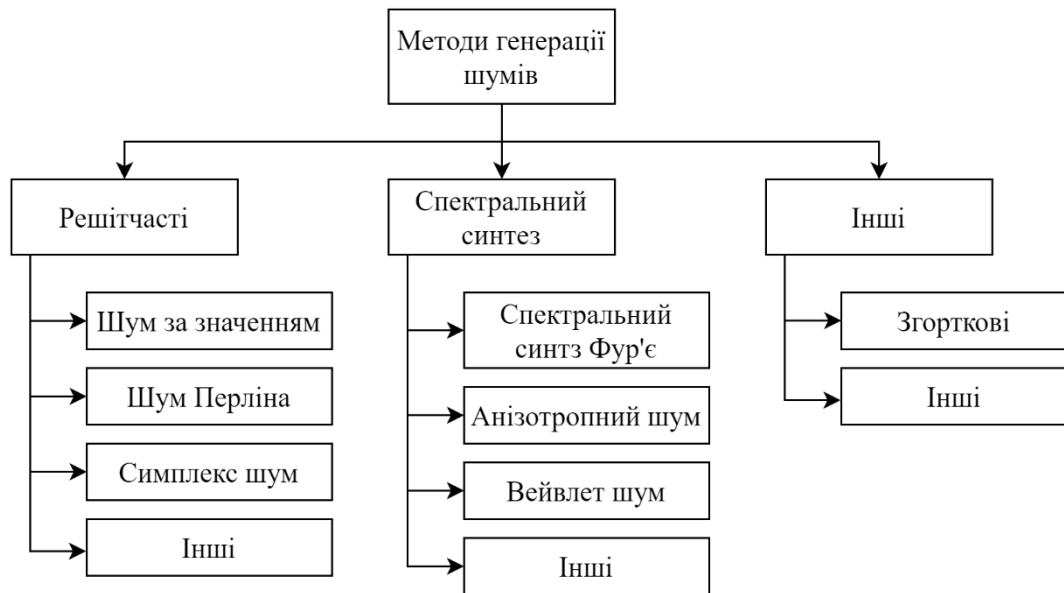 Методи генерації
шумів
Решітчасті
Спектральний
синтез
Інші
Шум за значенням
Шум Перліна
Симплекс шум
Інші
Спектральний
синтз Фур'є
Анізотропний шум
Вейвлет шум
Інші
Згорткові
Інші